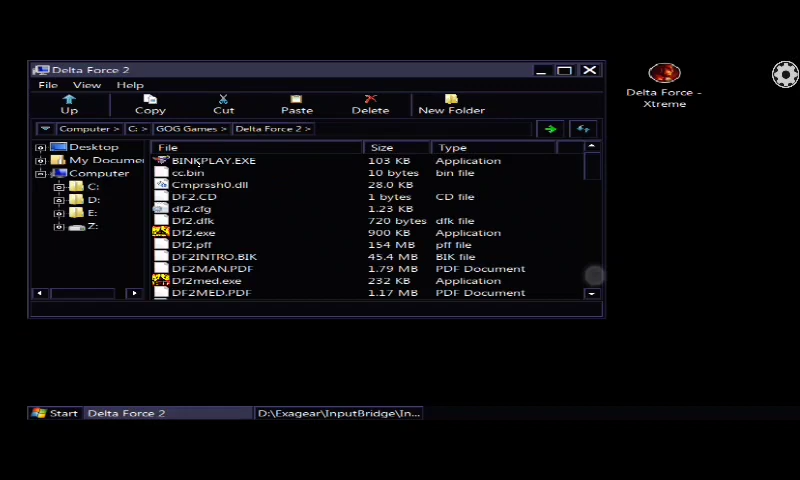 Delta Force 2
File View Help
Up Copy Cut Paste Delete New Folder
Computer > C: > GOG Games > Delta Force 2 >
Desktop
My Docume
Computer
C:
D:
E:
Z:
File Size Type
BINKPLAY.EXE 103 KB Application
cc.bin 10 bytes bin file
Cmprssh0.dll 28.0 KB
DF2.CD 1 bytes CD file
df2.cfg 1.23 KB
Df2.dfk 720 bytes dfk file
Df2.exe 900 KB Application
Df2.pff 154 MB pff file
DF2INTRO.BIK 45.4 MB BIK file
DF2MAN.PDF 1.79 MB PDF Document
Df2med.exe 232 KB Application
DF2MED.PDF 1.17 MB PDF Document
Delta Force -
Xtreme
Start Delta Force 2 D:\Exagear\InputBridge\In...